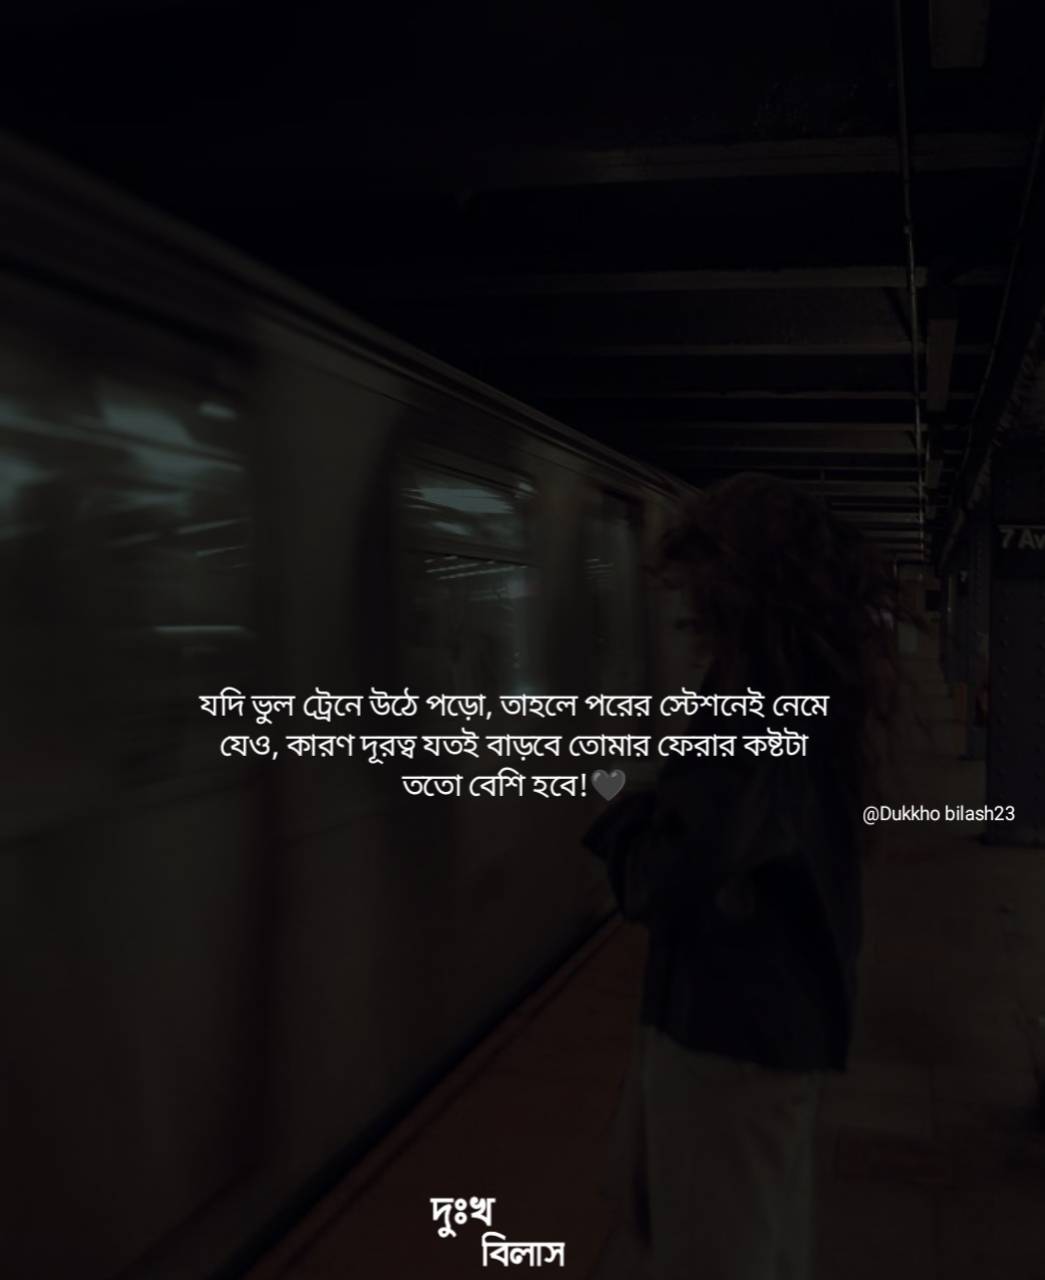 7 Av
যদি ভুল ট্রেনে উঠে পড়ো, তাহলে পরের স্টেশনেই নেমে
যেও, কারণ দূরত্ব যতই বাড়বে তোমার ফেরার কষ্টটা
ততো বেশি হবে!🖤
@Dukkho bilash23
দুঃখ
বিলাস